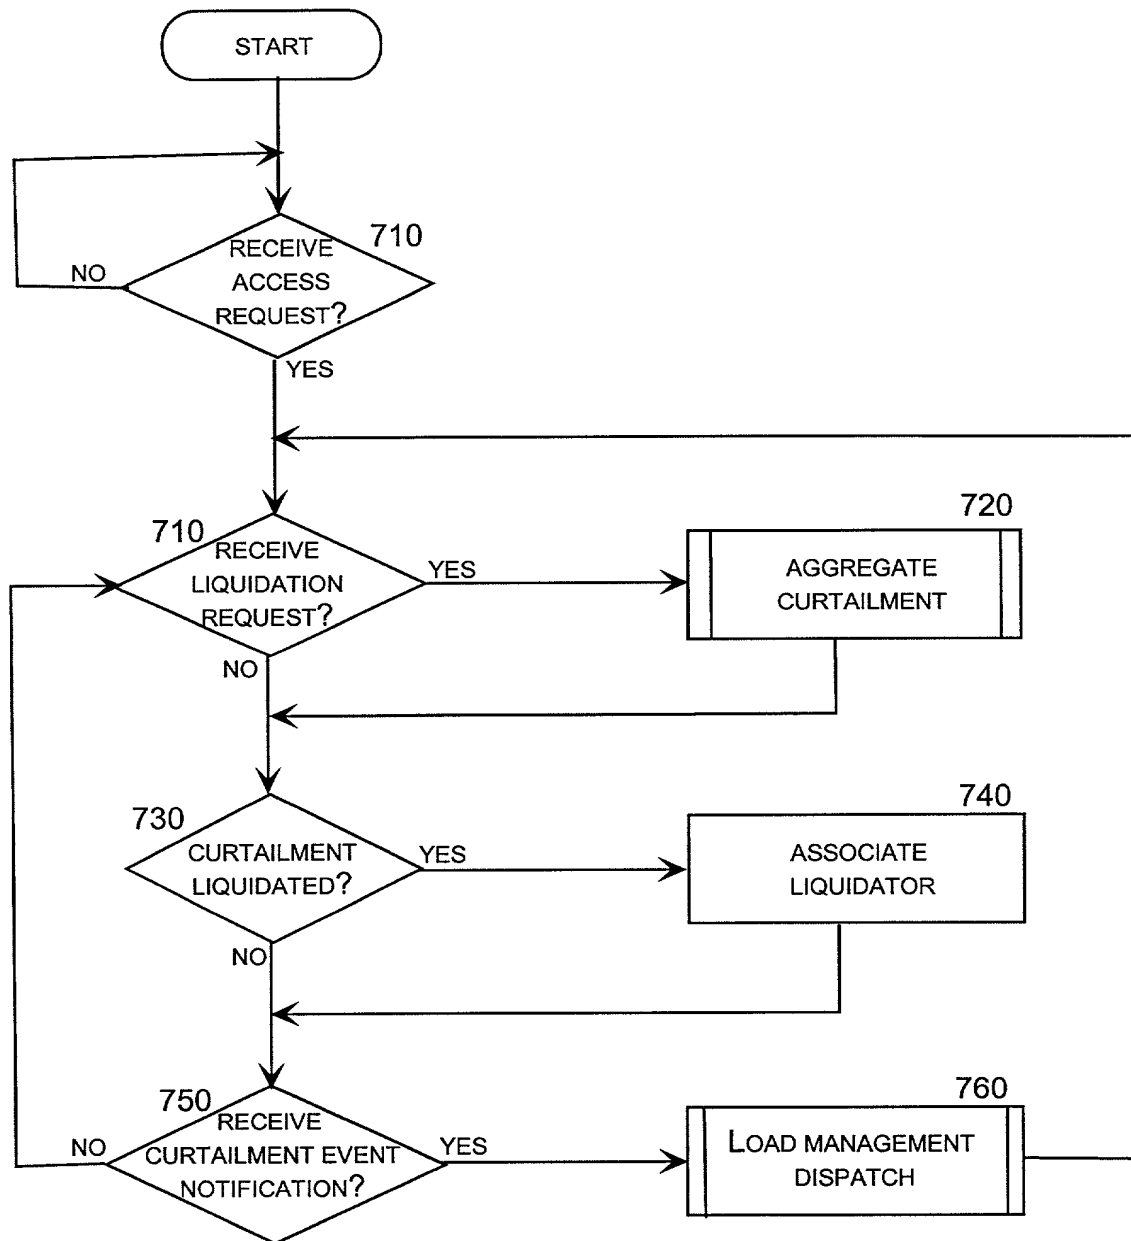 START
710
RECEIVE
ACCESS
REQUEST?
NO
YES
710
RECEIVE
LIQUIDATION
REQUEST?
YES
NO
720
AGGREGATE
CURTAILMENT
730
CURTAILMENT
LIQUIDATED?
YES
NO
740
ASSOCIATE
LIQUIDATOR
750
RECEIVE
CURTAILMENT EVENT
NOTIFICATION?
NO
YES
760
LOAD MANAGEMENT
DISPATCH